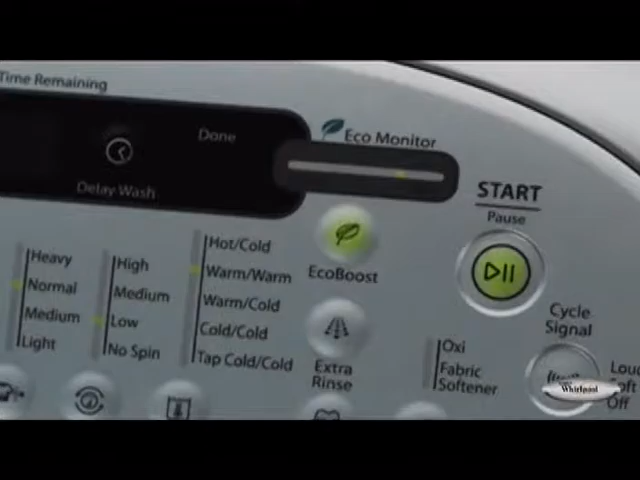 Time Remaining
Done
Delay Wash
Eco Monitor
START
Pause
Heavy
Normal
Medium
Light
High
Medium
Low
No Spin
Hot/Cold
Warm/Warm
Warm/Cold
Cold/Cold
Tap Cold/Cold
EcoBoost
Extra
Rinse
Oxi
Fabric
Softener
Cycle
Signal
Off
Whirlpool